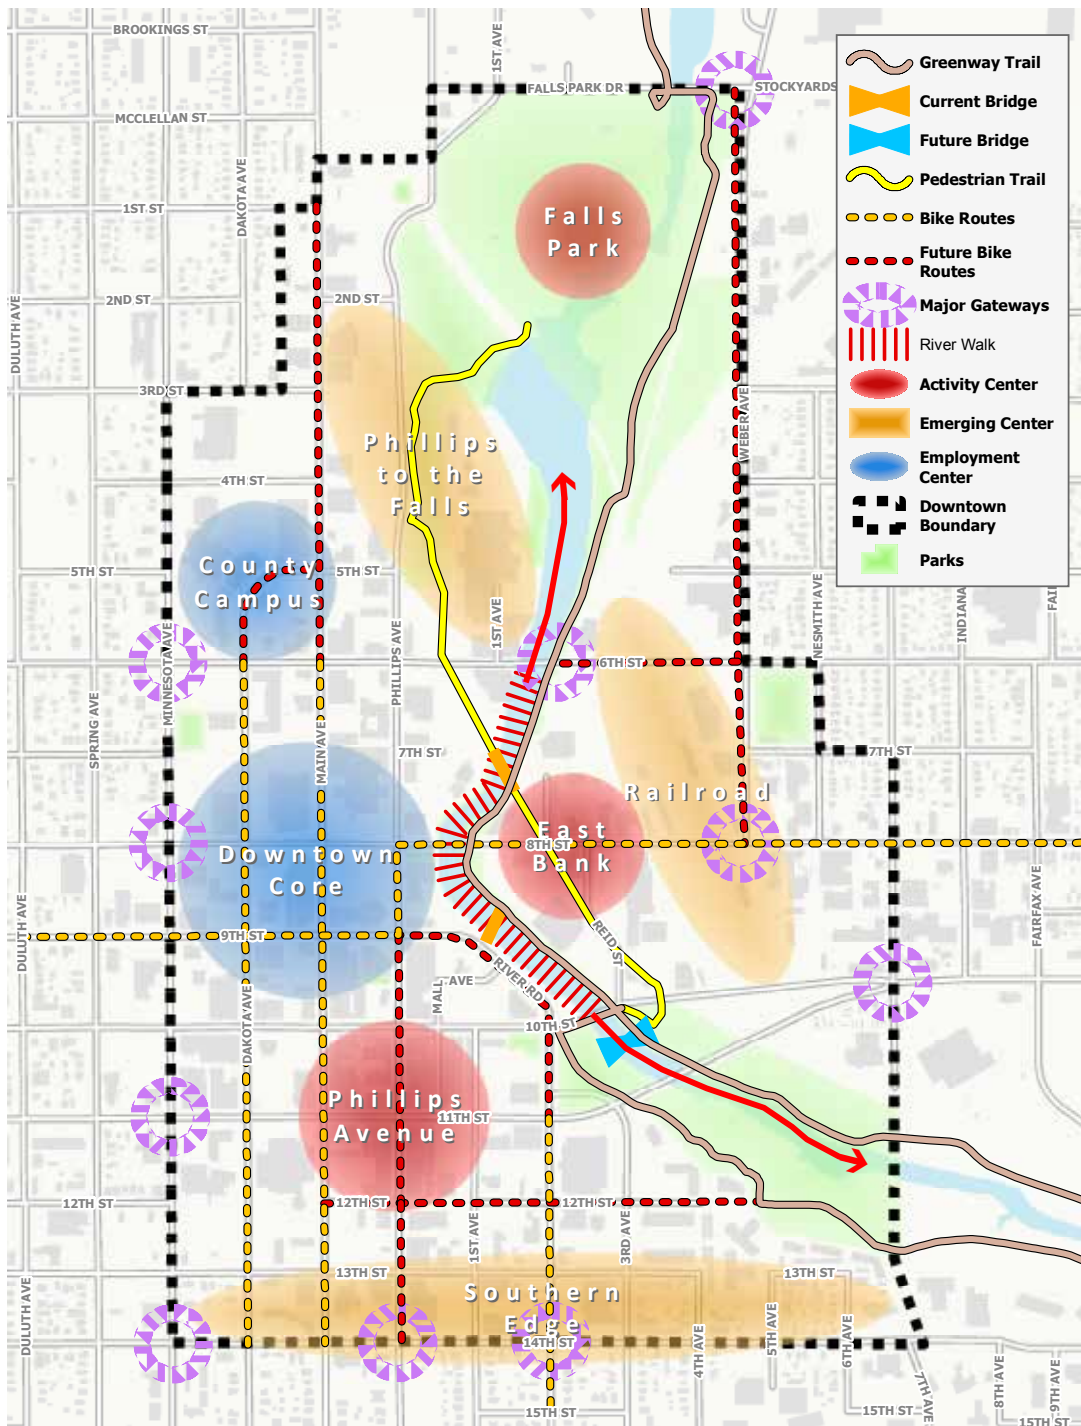 BROOKINGS ST
1ST AVE
FALLS PARK DR
STOCKYARDS
MCCLELLAN ST
DAKOTA AVE
1ST ST
Falls
Park
DULUTH AVE
2ND ST
2ND ST
3RD ST
WEBER AVE
Phillips
to the
Falls
4TH ST
County
Campus
5TH ST
5TH ST
1ST AVE
NESMITH AVE
INDIANA
FAI
MINNESOTA AVE
PHILLIPS AVE
6TH ST
SPRING AVE
MAIN AVE
7TH ST
7TH ST
Railroad
East
Bank
8TH ST
Downtown
Core
DULUTH AVE
9TH ST
FAIRFAX AVE
REID ST
RIVER RD
MALL AVE
10TH ST
DAKOTA AVE
Phillips
Avenue
11TH ST
12TH ST
12TH ST
12TH ST
1ST AVE
3RD AVE
13TH ST
13TH ST
Southern
Edge
DULUTH AVE
14TH ST
4TH AVE
5TH AVE
6TH AVE
7TH AVE
8TH AVE
9TH AVE
15TH ST
15TH ST
15TH ST
Greenway Trail
Current Bridge
Future Bridge
Pedestrian Trail
Bike Routes
Future Bike
Routes
Major Gateways
River Walk
Activity Center
Emerging Center
Employment
Center
Downtown
Boundary
Parks